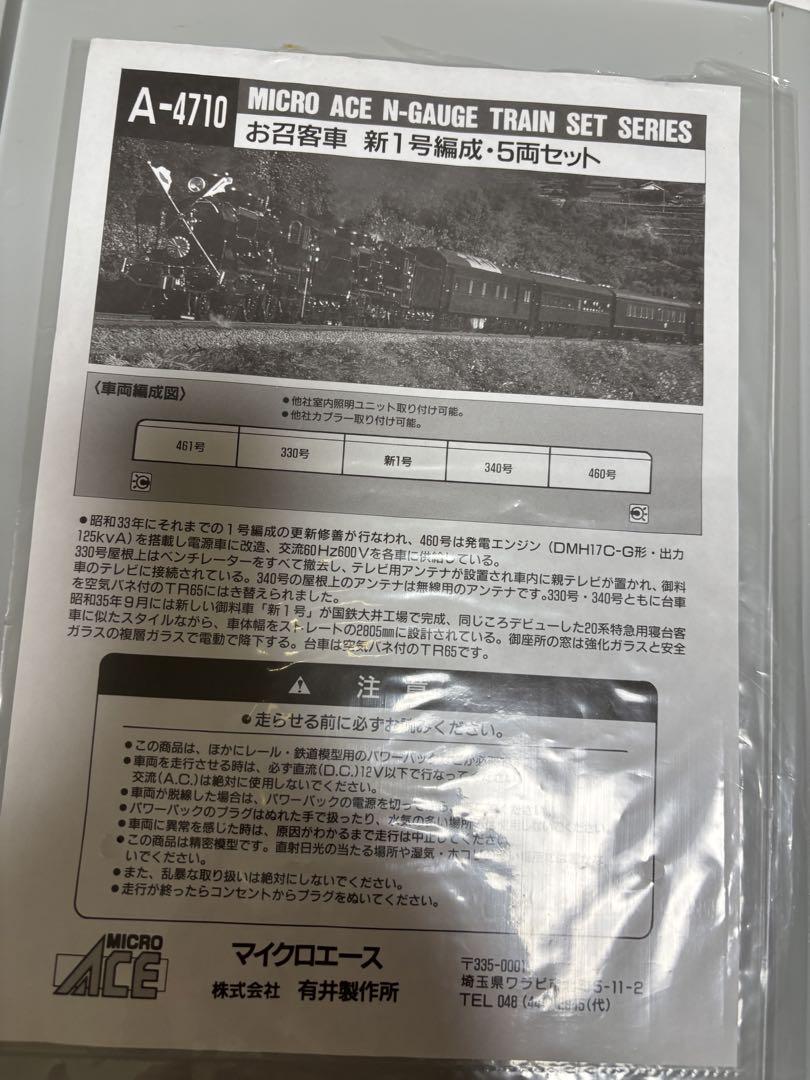 A-4710
MICRO ACE N-GAUGE TRAIN SET SERIES
お召客車 新1号編成・5両セット
〈車両編成図〉
●他社室内照明ユニット取り付け可能。
●他社カプラー取り付け可能。
461号 330号 新1号 340号 460号
●昭和33年にそれまでの1号編成の更新修善が行なわれ、460号は発電エンジン（DMH17C-G形・出力
125kvA）を搭載し電源車に改造、交流60Hz600Vを各車に供給している。
330号屋根上はベンチレーターをすべて撤去し、テレビ用アンテナが設置され車内に親テレビが置かれ、御料
車のテレビに接続されている。340号の屋根上のアンテナは無線用のアンテナです。330号・340号ともに台車
を空気バネ付のTR65にはき替えられました。
昭和35年9月には新しい御料車「新1号」が国鉄大井工場で完成、同じころデビューした20系特急用寝台客
車に似たスタイルながら、車体幅をストレートの2805mmに設計されている。御座所の窓は強化ガラスと安全
ガラスの複層ガラスで電動で降下する。台車は空気バネ付のTR65です。
注意
●走らせる前に必ずお読みください。
●この商品は、ほかにレール・鉄道模型用のパワーパック
●車両を走行させる時は、必ず直流(D.C.)12V以下で行なって
交流(A.C.)は絶対に使用しないでください。
●車両が脱線した場合は、パワーパックの電源を切って
●パワーパックのプラグはぬれた手で扱ったり、水気の多い場所
●車両に異常を感じた時は、原因がわかるまで走行は中止してください
●この商品は精密模型です。直射日光の当たる場所や湿気・ホコリ
いでください。
●また、乱暴な取り扱いは絶対にしないでください。
●走行が終ったらコンセントからプラグをぬいてください。
MICRO
ACE
マイクロエース
株式会社 有井製作所
〒335-0001
埼玉県ワラビ 5-11-2
TEL 048 (代)